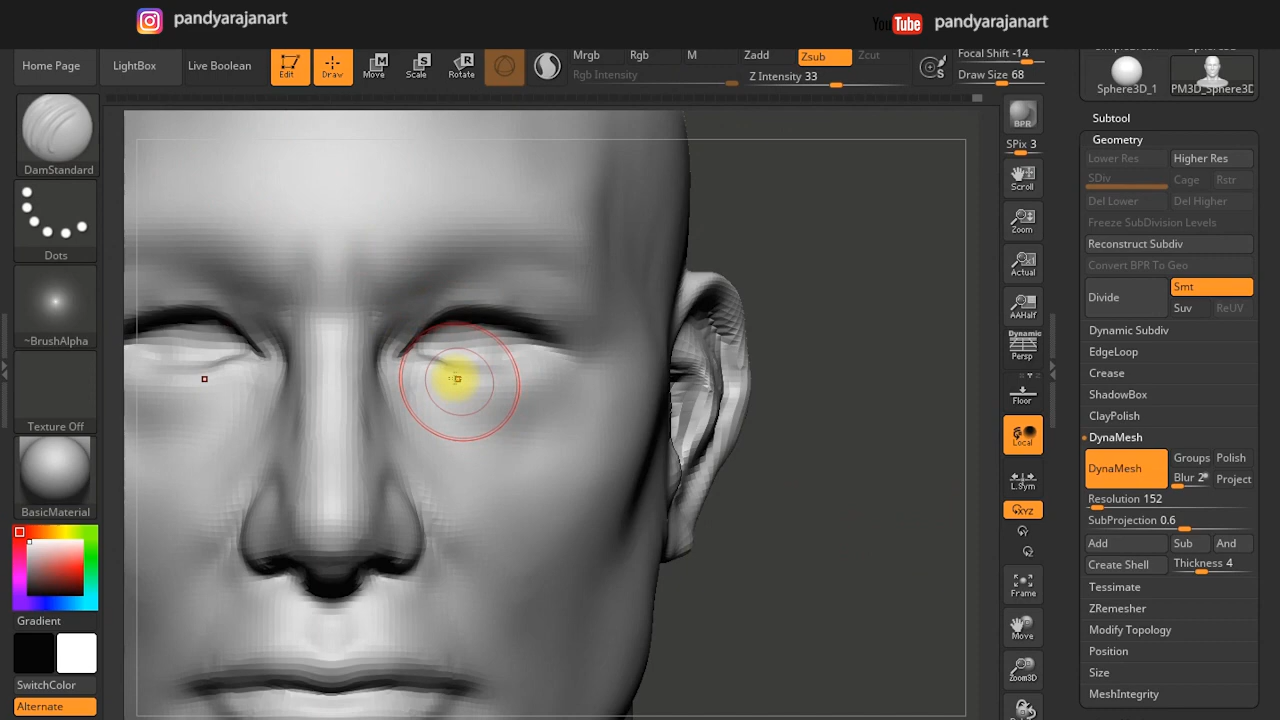 pandyarajanart
YouTube pandyarajanart
Home Page
LightBox
Live Boolean
Edit
Draw
Move
Scale
Rotate
Mrgb
Rgb
M
Zadd
Zsub
Zcut
Rgb Intensity
Z Intensity 33
Focal Shift -14
Draw Size 68
S
DamStandard
Dots
~BrushAlpha
Texture Off
BasicMaterial
Gradient
SwitchColor
Alternate
BPR
SPix 3
Scroll
Zoom
Actual
AAHalf
Dynamic
Persp
Floor
Local
L.Sym
XYZ
Frame
Move
Zoom3D
Sphere3D_1
PM3D_Sphere3D
Subtool
Geometry
Lower Res
Higher Res
SDiv
Cage
Rstr
Del Lower
Del Higher
Freeze SubDivision Levels
Reconstruct Subdiv
Convert BPR To Geo
Divide
Smt
Suv
ReUV
Dynamic Subdiv
EdgeLoop
Crease
ShadowBox
ClayPolish
DynaMesh
DynaMesh
Groups
Polish
Blur 2
Project
Resolution 152
SubProjection 0.6
Add
Sub
And
Create Shell
Thickness 4
Tessimate
ZRemesher
Modify Topology
Position
Size
MeshIntegrity